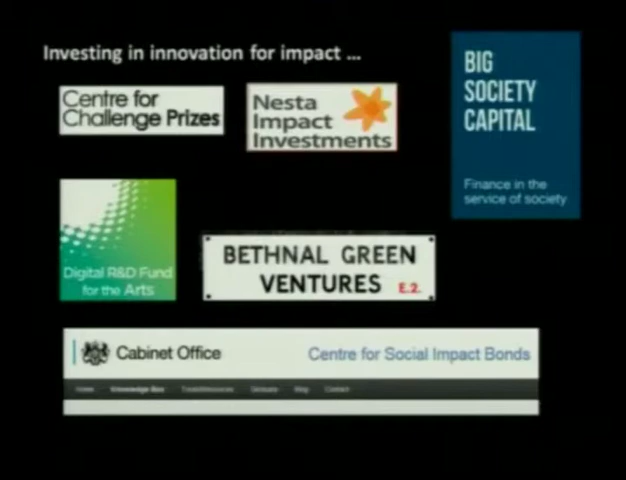 Investing in innovation for impact ...
Centre for
Challenge Prizes
Nesta
Impact
Investments
BIG
SOCIETY
CAPITAL
Finance in the
service of society
Digital R&D Fund
for the Arts
BETHNAL GREEN
VENTURES E.2.
Cabinet Office
Centre for Social Impact Bonds
Home Knowledge Box Blog Contact